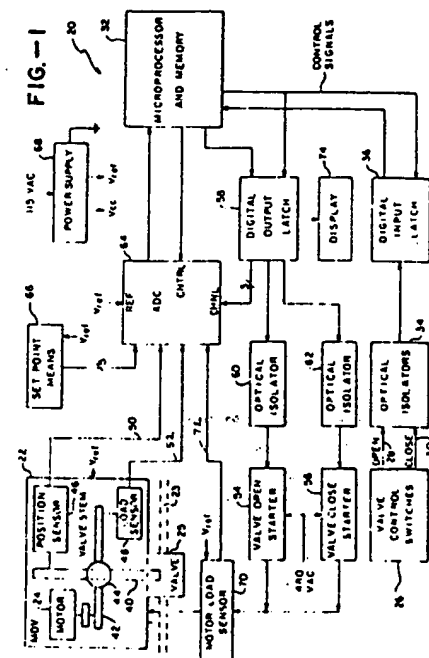 FIG.—1
20
32
MICROPROCESSOR
AND MEMORY
CONTROL
SIGNALS
115 VAC
68
POWER SUPPLY
Vcc
Vref
64
REF
Vref
ADC
CNTRL
CHNL
58
DIGITAL
OUTPUT
LATCH
74
DISPLAY
36
DIGITAL
INPUT
LATCH
66
SET POINT
MEANS
Vref
60
OPTICAL
ISOLATOR
62
OPTICAL
ISOLATOR
34
OPTICAL
ISOLATORS
50
52
72
22
MOV
24
MOTOR
POSITION
SENSOR
46
VALVE STEM
LOAD
SENSOR
48
Vref
44
42
40
23
VALVE
25
Vref
MOTOR LOAD
SENSOR
70
54
VALVE OPEN
STARTER
480
VAC
56
VALVE CLOSE
STARTER
OPEN
28
CLOSE
VALVE
CONTROL
SWITCHES
26